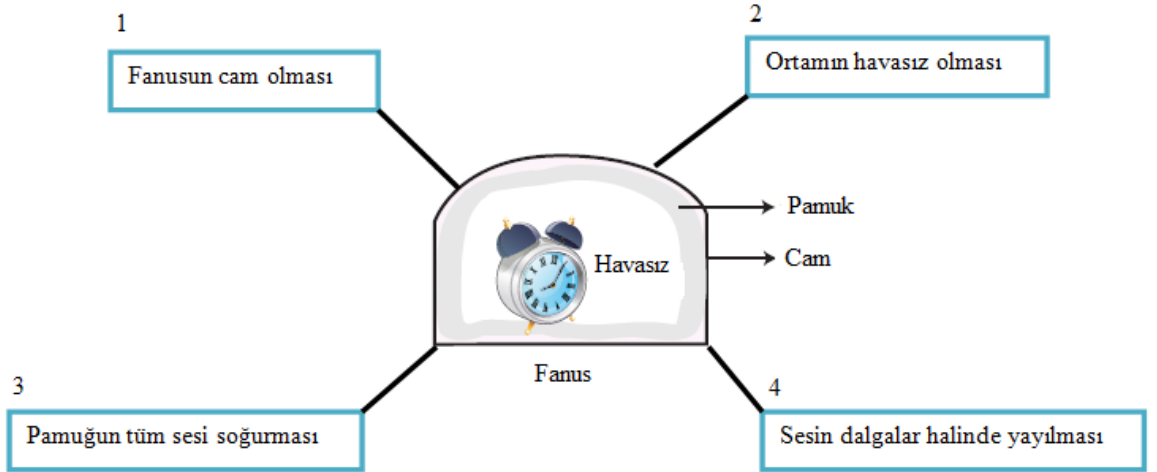 1
Fanusun cam olması
2
Ortamın havasız olması
Pamuk
Cam
Havasız
Fanus
3
Pamuğun tüm sesi soğurması
4
Sesin dalgalar halinde yayılması